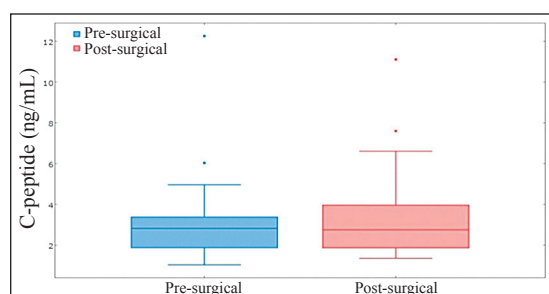 Pre-surgical
Post-surgical
C-peptide (ng/mL)
12
10
8
6
4
2
Pre-surgical
Post-surgical